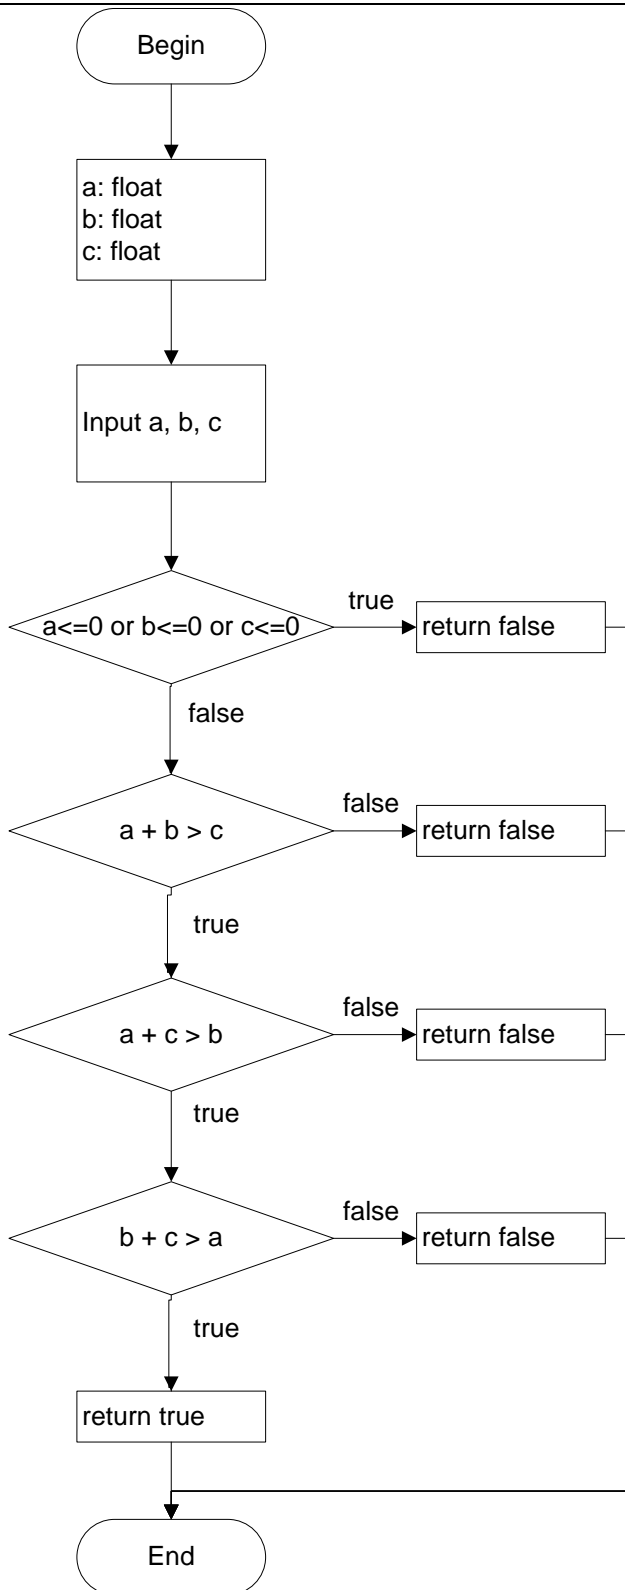 Begin
a: float
b: float
c: float
Input a, b, c
a<=0 or b<=0 or c<=0
true
return false
false
a + b > c
false
return false
true
a + c > b
false
return false
true
b + c > a
false
return false
true
return true
End